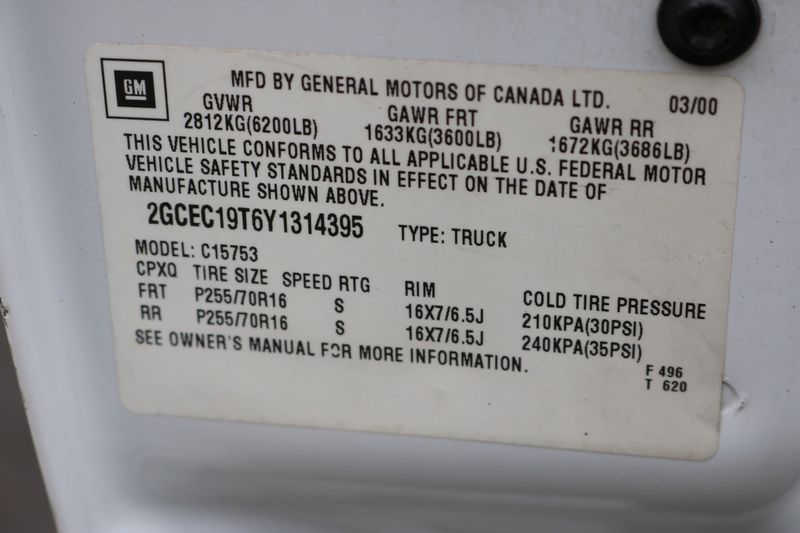 GM
MFD BY GENERAL MOTORS OF CANADA LTD. 03/00
GVWR GAWR FRT GAWR RR
2812KG(6200LB) 1633KG(3600LB) 1672KG(3686LB)
THIS VEHICLE CONFORMS TO ALL APPLICABLE U.S. FEDERAL MOTOR
VEHICLE SAFETY STANDARDS IN EFFECT ON THE DATE OF
MANUFACTURE SHOWN ABOVE.
2GCEC19T6Y1314395 TYPE: TRUCK
MODEL: C15753
CPXQ TIRE SIZE SPEED RTG RIM COLD TIRE PRESSURE
FRT P255/70R16 S 16X7/6.5J 210KPA(30PSI)
RR P255/70R16 S 16X7/6.5J 240KPA(35PSI)
SEE OWNER'S MANUAL FOR MORE INFORMATION.
F 496
T 620